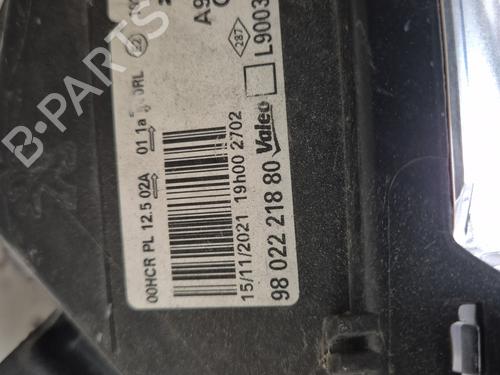 287
L9003
00HCR PL 12.5 02A 01 1a
15/11/2021 19h00 2702
98 022 218 80 Valeo
B-PARTS